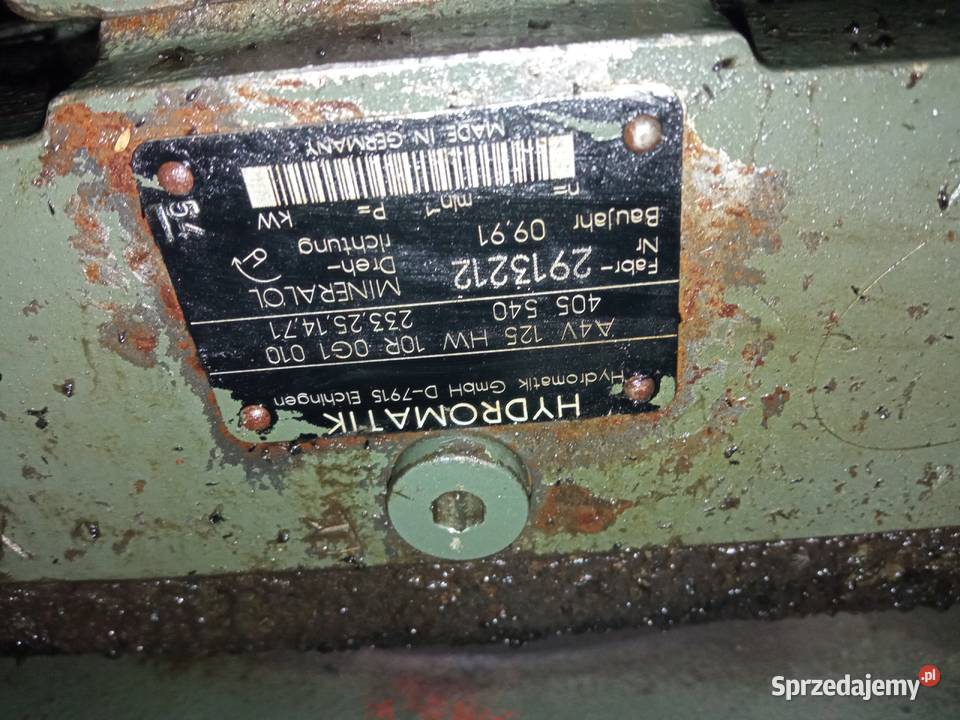 HYDROMATIK
Hydromatik GmbH D-7915 Elchingen
A4V 125 HW 10R 0G1 010
405 540 233.25.14.71
MINERALÖL
Fabr-Nr 2913212
Dreh-richtung
Baujahr 09.91
n= min-1 P= kW
MADE IN GERMANY
Sprzedajemy.pl